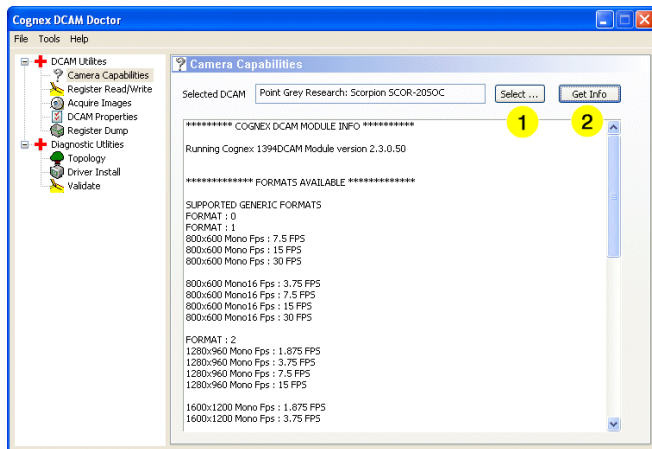 Cognex DCAM Doctor
File Tools Help
DCAM Utilites
Camera Capabilities
Register Read/Write
Acquire Images
DCAM Properties
Register Dump
Diagnostic Utlities
Topology
Driver Install
Validate
Camera Capabilities
Selected DCAM Point Grey Research: Scorpion SCOR-20SOC Select ... Get Info
1 2
********* COGNEX DCAM MODULE INFO **********
Running Cognex 1394DCAM Module version 2.3.0.50
************* FORMATS AVAILABLE *************
SUPPORTED GENERIC FORMATS
FORMAT : 0
FORMAT : 1
800x600 Mono Fps : 7.5 FPS
800x600 Mono Fps : 15 FPS
800x600 Mono Fps : 30 FPS
800x600 Mono16 Fps : 3.75 FPS
800x600 Mono16 Fps : 7.5 FPS
800x600 Mono16 Fps : 15 FPS
800x600 Mono16 Fps : 30 FPS
FORMAT : 2
1280x960 Mono Fps : 1.875 FPS
1280x960 Mono Fps : 3.75 FPS
1280x960 Mono Fps : 7.5 FPS
1280x960 Mono Fps : 15 FPS
1600x1200 Mono Fps : 1.875 FPS
1600x1200 Mono Fps : 3.75 FPS